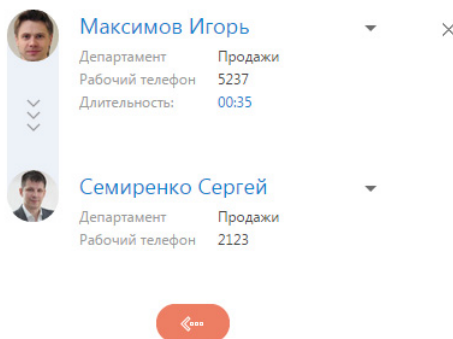 Максимов Игорь
Департамент Продажи
Рабочий телефон 5237
Длительность: 00:35
Семиренко Сергей
Департамент Продажи
Рабочий телефон 2123